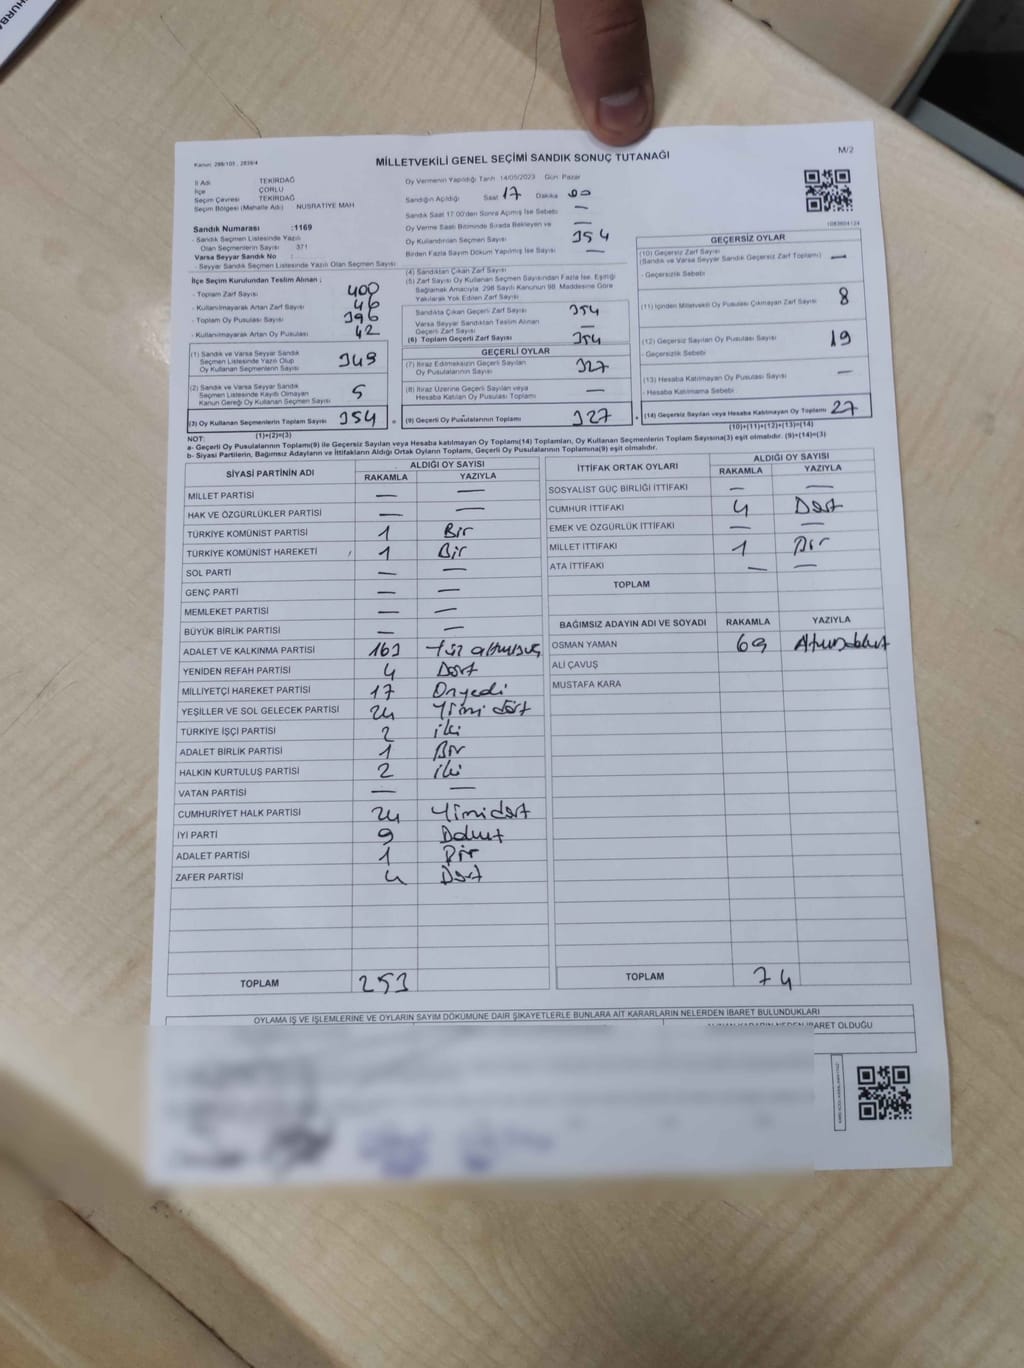 Kanun: 298/103 , 2839/4
MİLLETVEKİLİ GENEL SEÇİMİ SANDIK SONUÇ TUTANAĞI
M/2
İl Adı TEKİRDAĞ
İlçe ÇORLU
Seçim Çevresi TEKİRDAĞ
Seçim Bölgesi (Mahalle Adı) NUSRATİYE MAH
Sandık Numarası :1169
- Sandık Seçmen Listesinde Yazılı
Olan Seçmenlerin Sayısı 371
Varsa Seyyar Sandık No :
- Seyyar Sandık Seçmen Listesinde Yazılı Olan Seçmen Sayısı
Oy Vermenin Yapıldığı Tarih 14/05/2023 Gün Pazar
Sandığın Açıldığı Saat 17 Dakika 00
Sandık Saat 17:00'den Sonra Açılmış İse Sebebi —
Oy Verme Saati Bitiminde Sırada Bekleyen ve —
Oy Kullandırılan Seçmen Sayısı 354
Birden Fazla Sayım Döküm Yapılmış İse Sayısı —
1083604124
İlçe Seçim Kurulundan Teslim Alınan ;
- Toplam Zarf Sayısı 400
- Kullanılmayarak Artan Zarf Sayısı 46
- Toplam Oy Pusulası Sayısı 396
- Kullanılmayarak Artan Oy Pusulası 42
(1) Sandık ve Varsa Seyyar Sandık
Seçmen Listesinde Yazılı Olup
Oy Kullanan Seçmenlerin Sayısı 349
(2) Sandık ve Varsa Seyyar Sandık
Seçmen Listesinde Kayıtlı Olmayan
Kanun Gereği Oy Kullanan Seçmen Sayısı 5
(3) Oy Kullanan Seçmenlerin Toplam Sayısı 354
(1)+(2)=(3)
(4) Sandıktan Çıkan Zarf Sayısı
(5) Zarf Sayısı Oy Kullanan Seçmen Sayısından Fazla İse, Eşitliği
Sağlamak Amacıyla, 298 Sayılı Kanunun 98. Maddesine Göre
Yakılarak Yok Edilen Zarf Sayısı
Sandıkta Çıkan Geçerli Zarf Sayısı 354
Varsa Seyyar Sandıktan Teslim Alınan
Geçerli Zarf Sayısı —
(6) Toplam Geçerli Zarf Sayısı 354
GEÇERLİ OYLAR
(7) İtiraz Edilmeksizin Geçerli Sayılan
Oy Pusulalarının Sayısı 327
(8) İtiraz Üzerine Geçerli Sayılan veya
Hesaba Katılan Oy Pusulası Toplamı —
(9) Geçerli Oy Pusulalarının Toplamı 327
GEÇERSİZ OYLAR
(10) Geçersiz Zarf Sayısı
(Sandık ve Varsa Seyyar Sandık Geçersiz Zarf Toplamı) —
- Geçersizlik Sebebi
(11) İçinden Milletvekili Oy Pusulası Çıkmayan Zarf Sayısı 8
(12) Geçersiz Sayılan Oy Pusulası Sayısı 19
- Geçersizlik Sebebi
(13) Hesaba Katılmayan Oy Pusulası Sayısı —
- Hesaba Katılmama Sebebi
(14) Geçersiz Sayılan veya Hesaba Katılmayan Oy Toplamı 27
(10)+(11)+(12)+(13)=(14)
NOT:
a- Geçerli Oy Pusulalarının Toplamı(9) ile Geçersiz Sayılan veya Hesaba katılmayan Oy Toplamı(14) Toplamları, Oy Kullanan Seçmenlerin Toplam Sayısına(3) eşit olmalıdır. (9)+(14)=(3)
b- Siyasi Partilerin, Bağımsız Adayların ve İttifakların Aldığı Ortak Oyların Toplamı, Geçerli Oy Pusulalarının Toplamına(9) eşit olmalıdır.
SİYASİ PARTİNİN ADI ALDIĞI OY SAYISI
RAKAMLA YAZIYLA
MİLLET PARTİSİ — —
HAK VE ÖZGÜRLÜKLER PARTİSİ — —
TÜRKİYE KOMÜNİST PARTİSİ 1 Bir
TÜRKİYE KOMÜNİST HAREKETİ 1 Bir
SOL PARTİ — —
GENÇ PARTİ — —
MEMLEKET PARTİSİ — —
BÜYÜK BİRLİK PARTİSİ — —
ADALET VE KALKINMA PARTİSİ 163 Yüz altmışüç
YENİDEN REFAH PARTİSİ 4 Dört
MİLLİYETÇİ HAREKET PARTİSİ 17 Onyedi
YEŞİLLER VE SOL GELECEK PARTİSİ 24 Yirmi dört
TÜRKİYE İŞÇİ PARTİSİ 2 iki
ADALET BİRLİK PARTİSİ 1 Bir
HALKIN KURTULUŞ PARTİSİ 2 iki
VATAN PARTİSİ — —
CUMHURİYET HALK PARTİSİ 24 Yirmidört
İYİ PARTİ 9 Dokuz
ADALET PARTİSİ 1 Bir
ZAFER PARTİSİ 4 Dört
TOPLAM 253
İTTİFAK ORTAK OYLARI ALDIĞI OY SAYISI
RAKAMLA YAZIYLA
SOSYALİST GÜÇ BİRLİĞİ İTTİFAKI — —
CUMHUR İTTİFAKI 4 Dört
EMEK VE ÖZGÜRLÜK İTTİFAKI — —
MİLLET İTTİFAKI 1 Bir
ATA İTTİFAKI — —
TOPLAM
BAĞIMSIZ ADAYIN ADI VE SOYADI RAKAMLA YAZIYLA
OSMAN YAMAN 69 Altmışdokuz
ALİ ÇAVUŞ
MUSTAFA KARA
TOPLAM 74
OYLAMA İŞ VE İŞLEMLERİNE VE OYLARIN SAYIM DÖKÜMÜNE DAİR ŞİKAYETLERLE BUNLARA AİT KARARLARIN NELERDEN İBARET BULUNDUKLARI
İBARET OLDUĞU